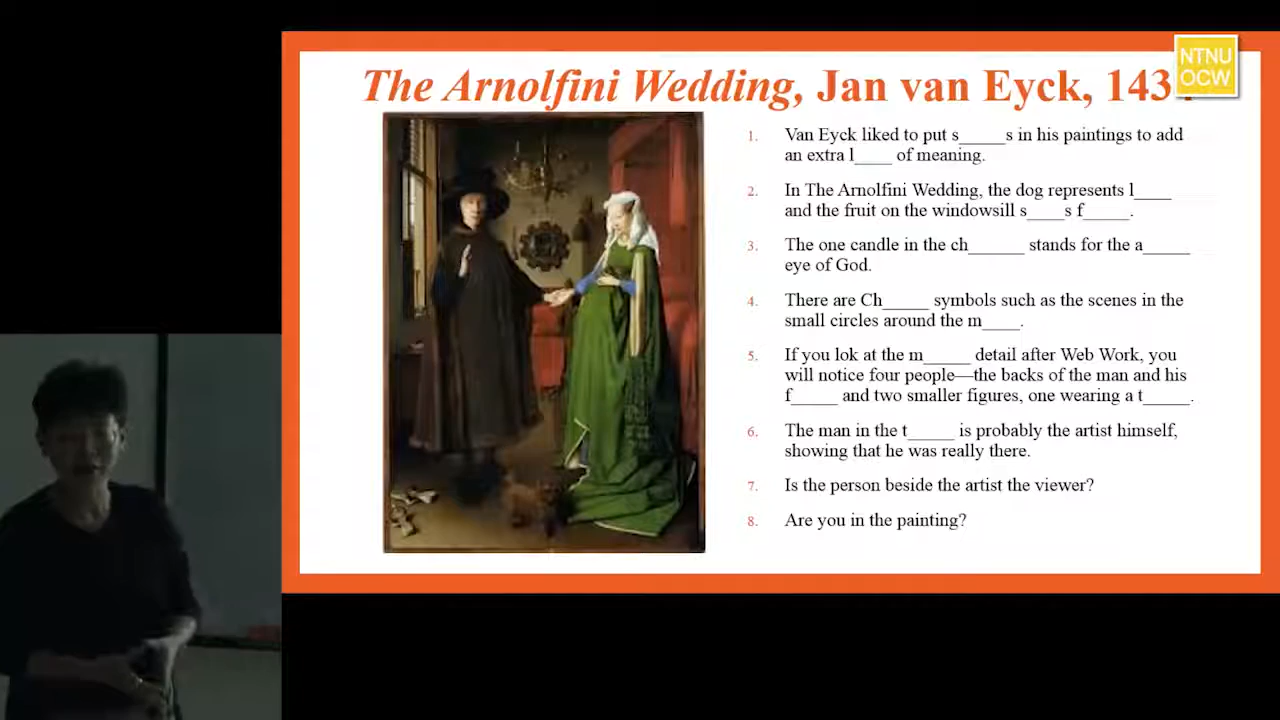 NTNU
OCW
The Arnolfini Wedding, Jan van Eyck, 143
1. Van Eyck liked to put s_____s in his paintings to add
an extra l____ of meaning.
2. In The Arnolfini Wedding, the dog represents l____
and the fruit on the windowsill s____s f_____.
3. The one candle in the ch______ stands for the a_____
eye of God.
4. There are Ch_____ symbols such as the scenes in the
small circles around the m____.
5. If you lok at the m_____ detail after Web Work, you
will notice four people—the backs of the man and his
f_____ and two smaller figures, one wearing a t_____.
6. The man in the t_____ is probably the artist himself,
showing that he was really there.
7. Is the person beside the artist the viewer?
8. Are you in the painting?